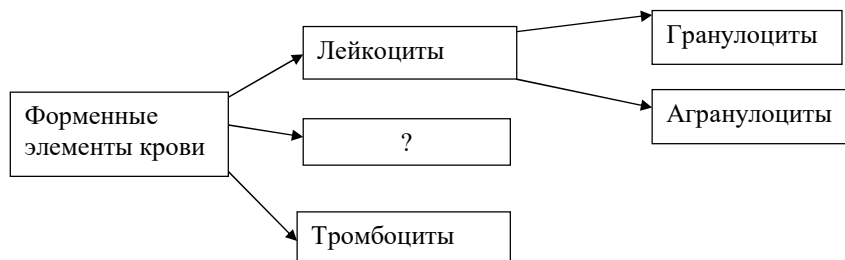 Форменные
элементы крови
Лейкоциты
?
Тромбоциты
Гранулоциты
Агранулоциты